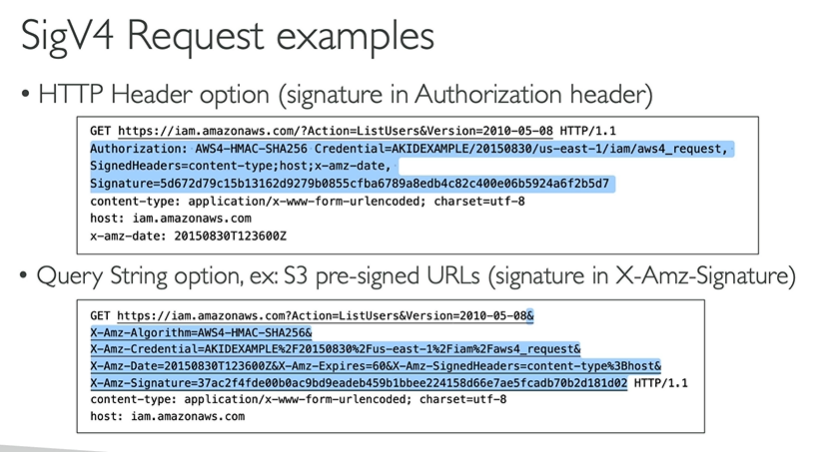 SigV4 Request examples
• HTTP Header option (signature in Authorization header)
GET https://iam.amazonaws.com/?Action=ListUsers&Version=2010-05-08 HTTP/1.1
Authorization: AWS4-HMAC-SHA256 Credential=AKIDEXAMPLE/20150830/us-east-1/iam/aws4_request,
SignedHeaders=content-type;host;x-amz-date,
Signature=5d672d79c15b13162d9279b0855cfba6789a8edb4c82c400e06b5924a6f2b5d7
content-type: application/x-www-form-urlencoded; charset=utf-8
host: iam.amazonaws.com
x-amz-date: 20150830T123600Z
• Query String option, ex: S3 pre-signed URLs (signature in X-Amz-Signature)
GET https://iam.amazonaws.com?Action=ListUsers&Version=2010-05-08&
X-Amz-Algorithm=AWS4-HMAC-SHA256&
X-Amz-Credential=AKIDEXAMPLE%2F20150830%2Fus-east-1%2Fiam%2Faws4_request&
X-Amz-Date=20150830T123600Z&X-Amz-Expires=60&X-Amz-SignedHeaders=content-type%3Bhost&
X-Amz-Signature=37ac2f4fde00b0ac9bd9eadeb459b1bbee224158d66e7ae5fcadb70b2d181d02 HTTP/1.1
content-type: application/x-www-form-urlencoded; charset=utf-8
host: iam.amazonaws.com